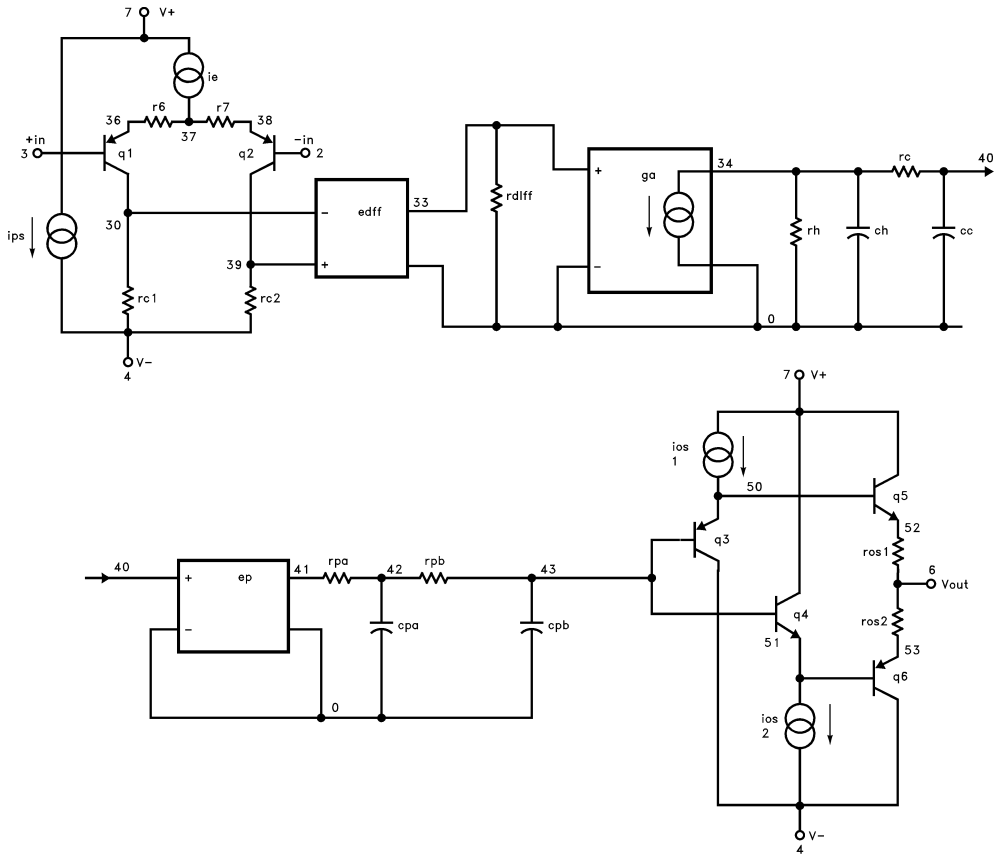 7 V+
ie
36 r6 r7 38
37
+in
3
q1 q2
-in
2
33
edff
-
+
30
39
ips
rc1 rc2
V-
4
rdiff
+
-
ga
34
rc
40
rh ch cc
0
7 V+
ios
1
50
q5
q3
52
ros1
6
Vout
ros2
q4
51
53
q6
ios
2
V-
4
40
+
-
ep
41 rpa 42 rpb 43
cpa cpb
0